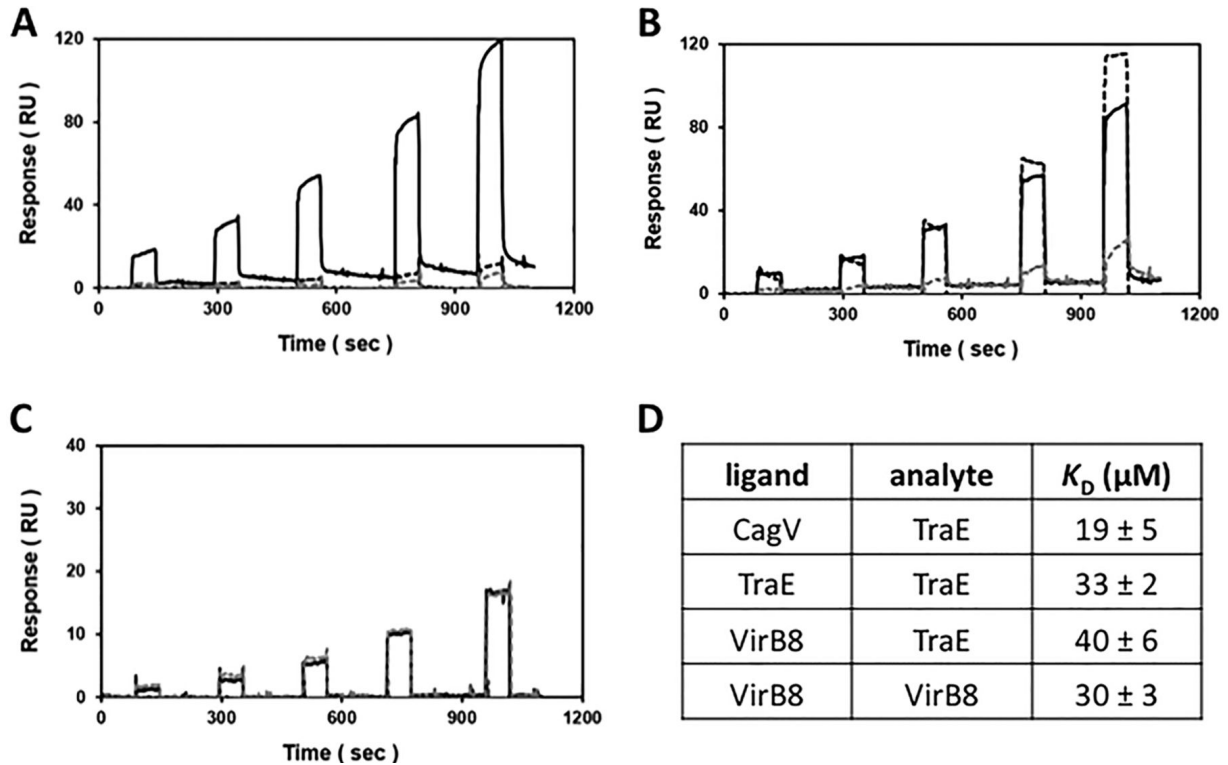 A
Response ( RU )
120
80
40
0
0 300 600 900 1200
Time ( sec )
B
Response ( RU )
120
80
40
0
0 300 600 900 1200
Time ( sec )
C
Response ( RU )
40
30
20
10
0
0 300 600 900 1200
Time ( sec )
D
ligand analyte KD (µM)
CagV TraE 19 ± 5
TraE TraE 33 ± 2
VirB8 TraE 40 ± 6
VirB8 VirB8 30 ± 3